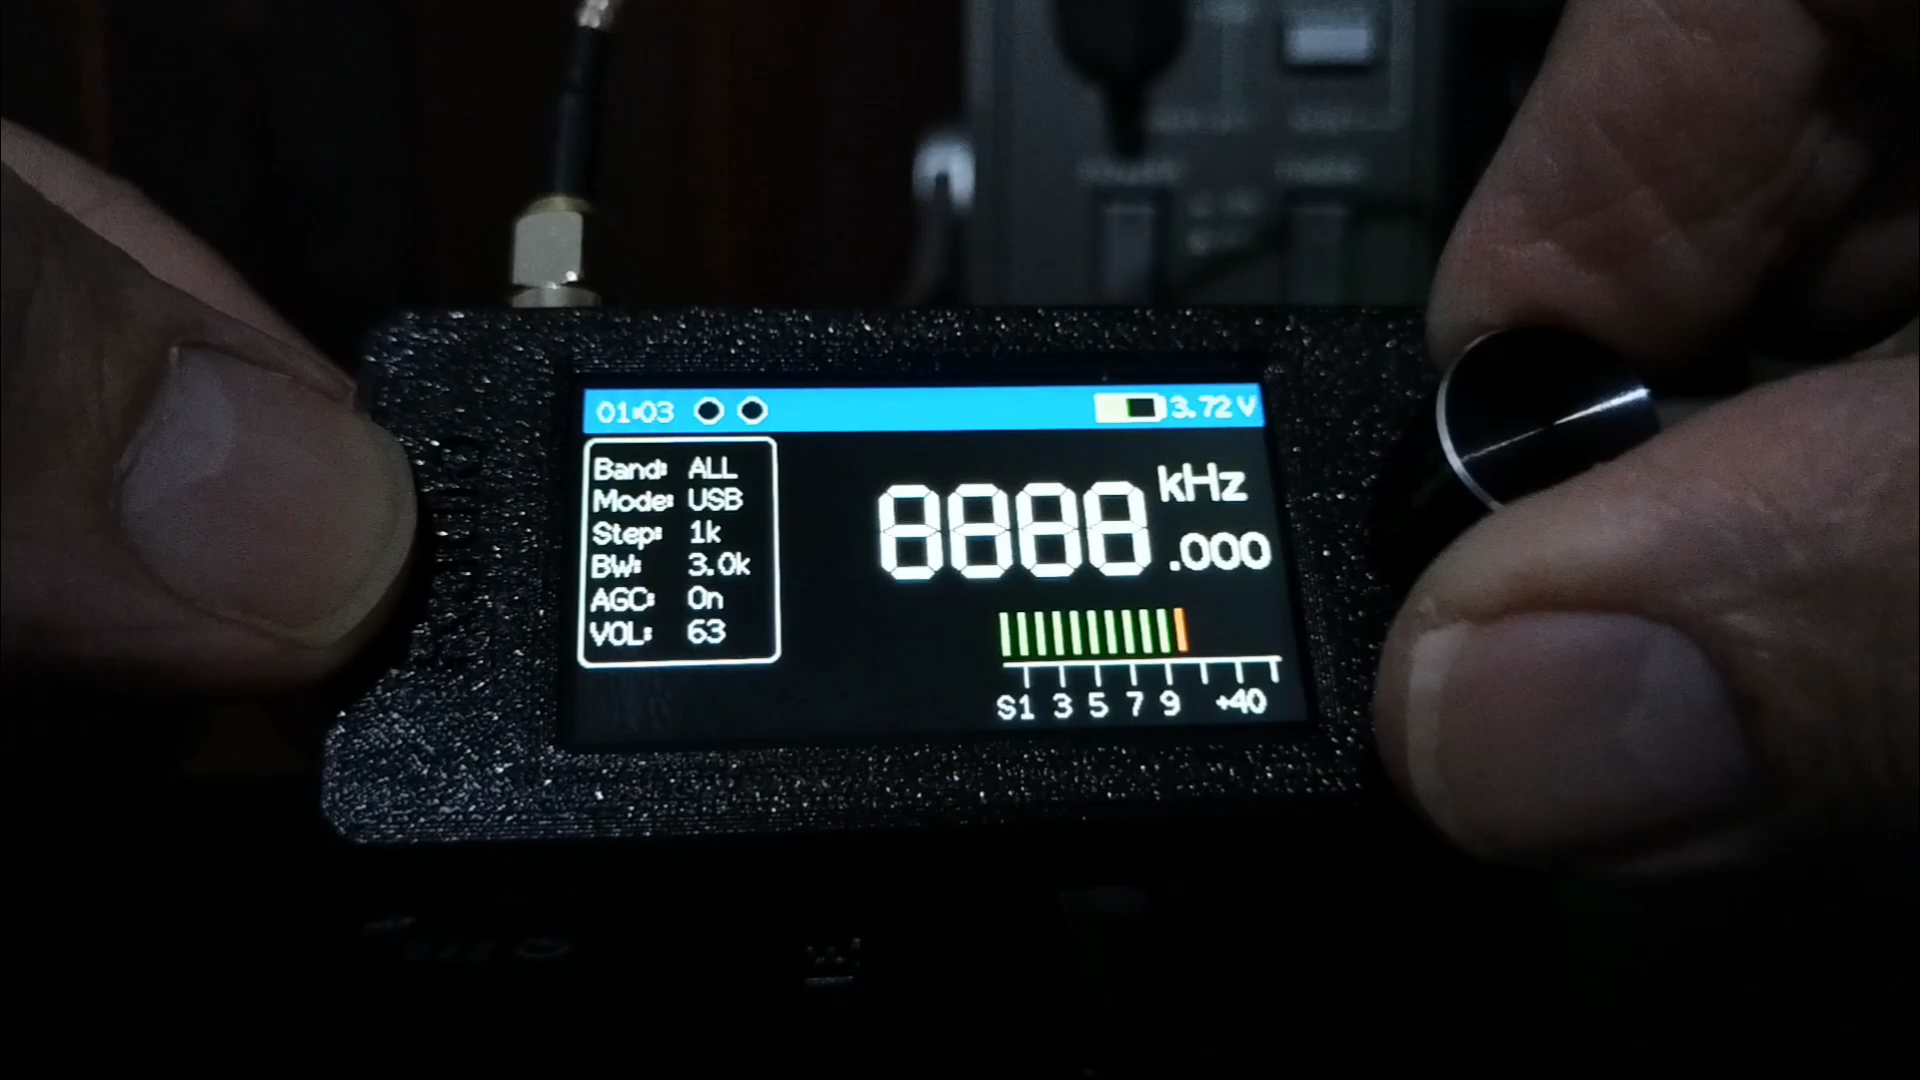 01:03 3.72 V
Band: ALL
Mode: USB
Step: 1k
BW: 3.0k
AGC: On
VOL: 63
8888 kHz
.000
S1 3 5 7 9 +40